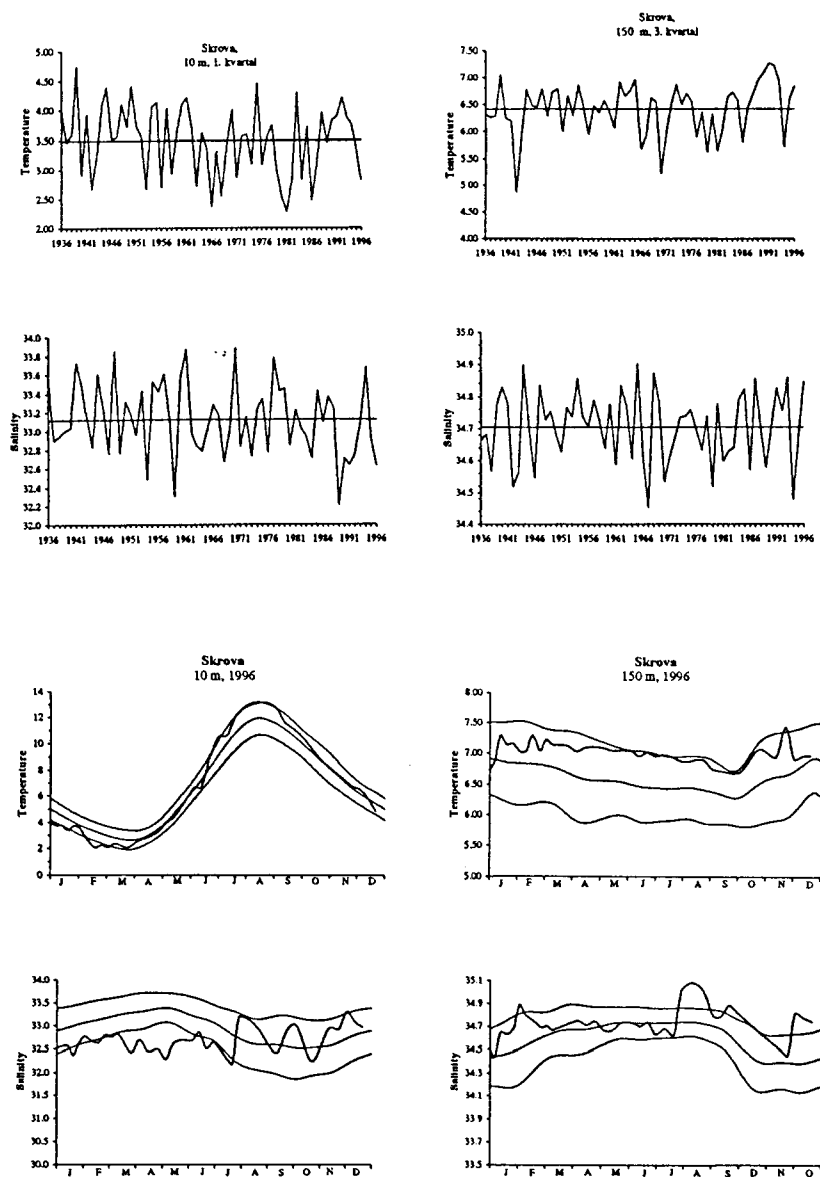 Skrova,
10 m, 1. kvartal
Temperature
5.00
4.50
4.00
3.50
3.00
2.50
2.00
1936 1941 1946 1951 1956 1961 1966 1971 1976 1981 1986 1991 1996
Skrova,
150 m, 3. kvartal
Temperature
7.50
7.00
6.50
6.00
5.50
5.00
4.50
4.00
1936 1941 1946 1951 1956 1961 1966 1971 1976 1981 1986 1991 1996
Salinity
34.0
33.8
33.6
33.4
33.2
33.0
32.8
32.6
32.4
32.2
32.0
1936 1941 1946 1951 1956 1961 1966 1971 1976 1981 1986 1991 1996
Salinity
35.0
34.9
34.8
34.7
34.6
34.5
34.4
1936 1941 1946 1951 1956 1961 1966 1971 1976 1981 1986 1991 1996
Skrova
10 m, 1996
Temperature
14
12
10
8
6
4
2
0
J F M A M J J A S O N D
Skrova
150 m, 1996
Temperature
8.00
7.50
7.00
6.50
6.00
5.50
5.00
J F M A M J J A S O N D
Salinity
34.0
33.5
33.0
32.5
32.0
31.5
31.0
30.5
30.0
J F M A M J J A S O N D
Salinity
35.1
34.9
34.7
34.5
34.3
34.1
33.9
33.7
33.5
J F M A M J J A S O N O